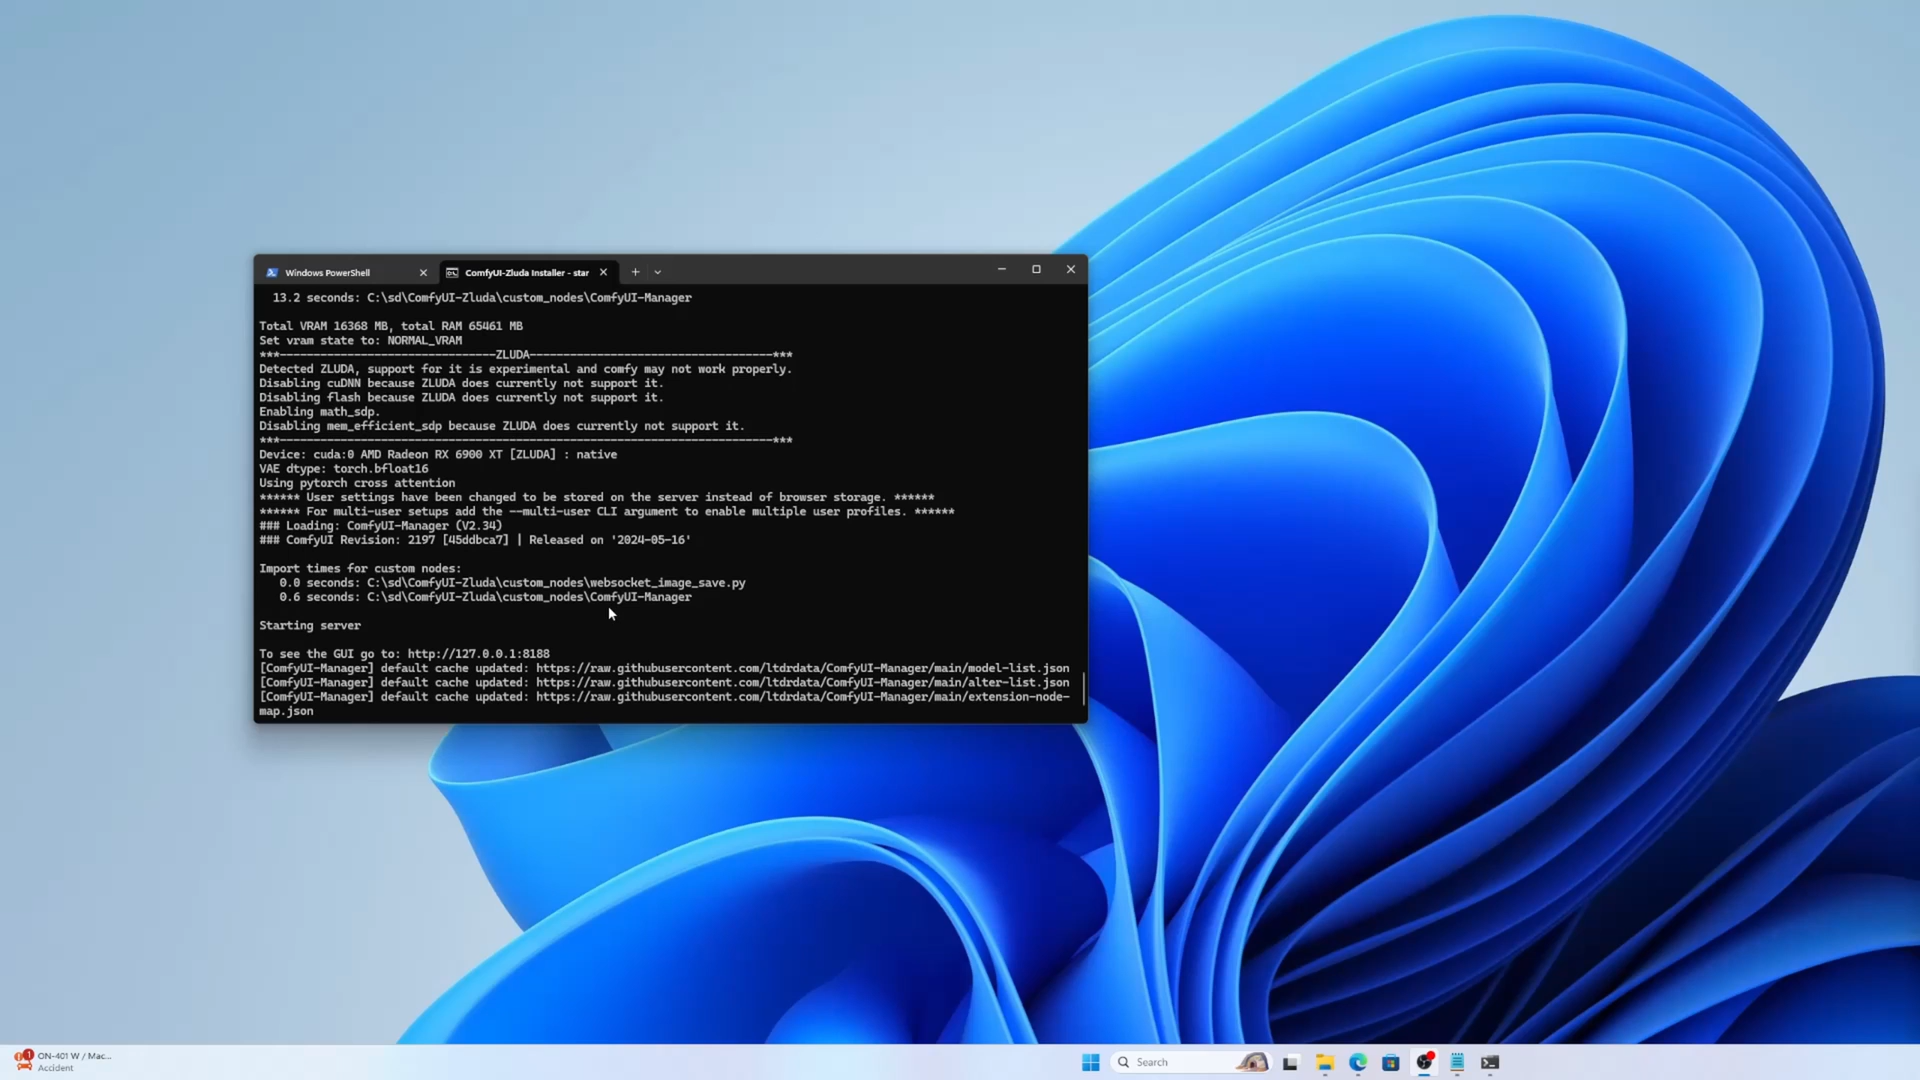 Windows PowerShell
ComfyUI-Zluda Installer - star
13.2 seconds: C:\sd\ComfyUI-Zluda\custom_nodes\ComfyUI-Manager
Total VRAM 16368 MB, total RAM 65461 MB
Set vram state to: NORMAL_VRAM
***--------------------------------ZLUDA------------------------------------***
Detected ZLUDA, support for it is experimental and comfy may not work properly.
Disabling cuDNN because ZLUDA does currently not support it.
Disabling flash because ZLUDA does currently not support it.
Enabling math_sdp.
Disabling mem_efficient_sdp because ZLUDA does currently not support it.
***-------------------------------------------------------------------------***
Device: cuda:0 AMD Radeon RX 6900 XT [ZLUDA] : native
VAE dtype: torch.bfloat16
Using pytorch cross attention
****** User settings have been changed to be stored on the server instead of browser storage. ******
****** For multi-user setups add the --multi-user CLI argument to enable multiple user profiles. ******
### Loading: ComfyUI-Manager (V2.34)
### ComfyUI Revision: 2197 [45ddbca7] | Released on '2024-05-16'
Import times for custom nodes:
0.0 seconds: C:\sd\ComfyUI-Zluda\custom_nodes\websocket_image_save.py
0.6 seconds: C:\sd\ComfyUI-Zluda\custom_nodes\ComfyUI-Manager
Starting server
To see the GUI go to: http://127.0.0.1:8188
[ComfyUI-Manager] default cache updated: https://raw.githubusercontent.com/ltdrdata/ComfyUI-Manager/main/model-list.json
[ComfyUI-Manager] default cache updated: https://raw.githubusercontent.com/ltdrdata/ComfyUI-Manager/main/alter-list.json
[ComfyUI-Manager] default cache updated: https://raw.githubusercontent.com/ltdrdata/ComfyUI-Manager/main/extension-node-
map.json
1
ON-401 W / Mac...
Accident
Search